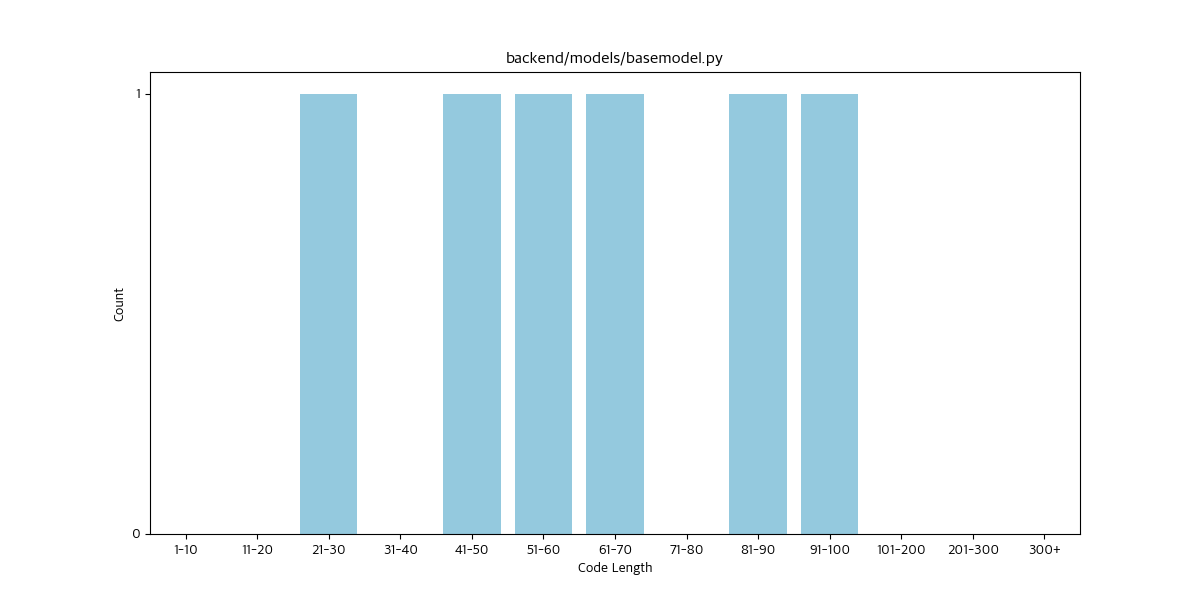 backend/models/basemodel.py
1
Count
0
1-10 11-20 21-30 31-40 41-50 51-60 61-70 71-80 81-90 91-100 101-200 201-300 300+
Code Length